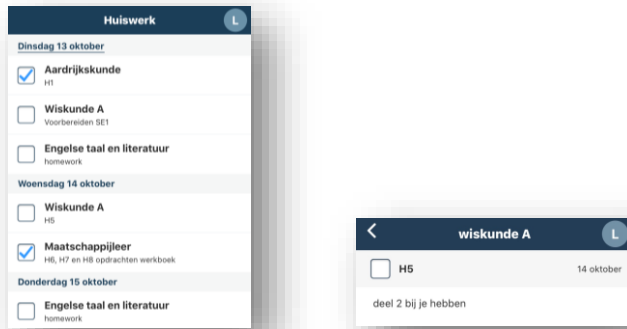 Huiswerk
L
Dinsdag 13 oktober
Aardrijkskunde
H1
Wiskunde A
Voorbereiden SE1
Engelse taal en literatuur
homework
Woensdag 14 oktober
Wiskunde A
H5
Maatschappijleer
H6, H7 en H8 opdrachten werkboek
Donderdag 15 oktober
Engelse taal en literatuur
homework
wiskunde A
L
H5 14 oktober
deel 2 bij je hebben